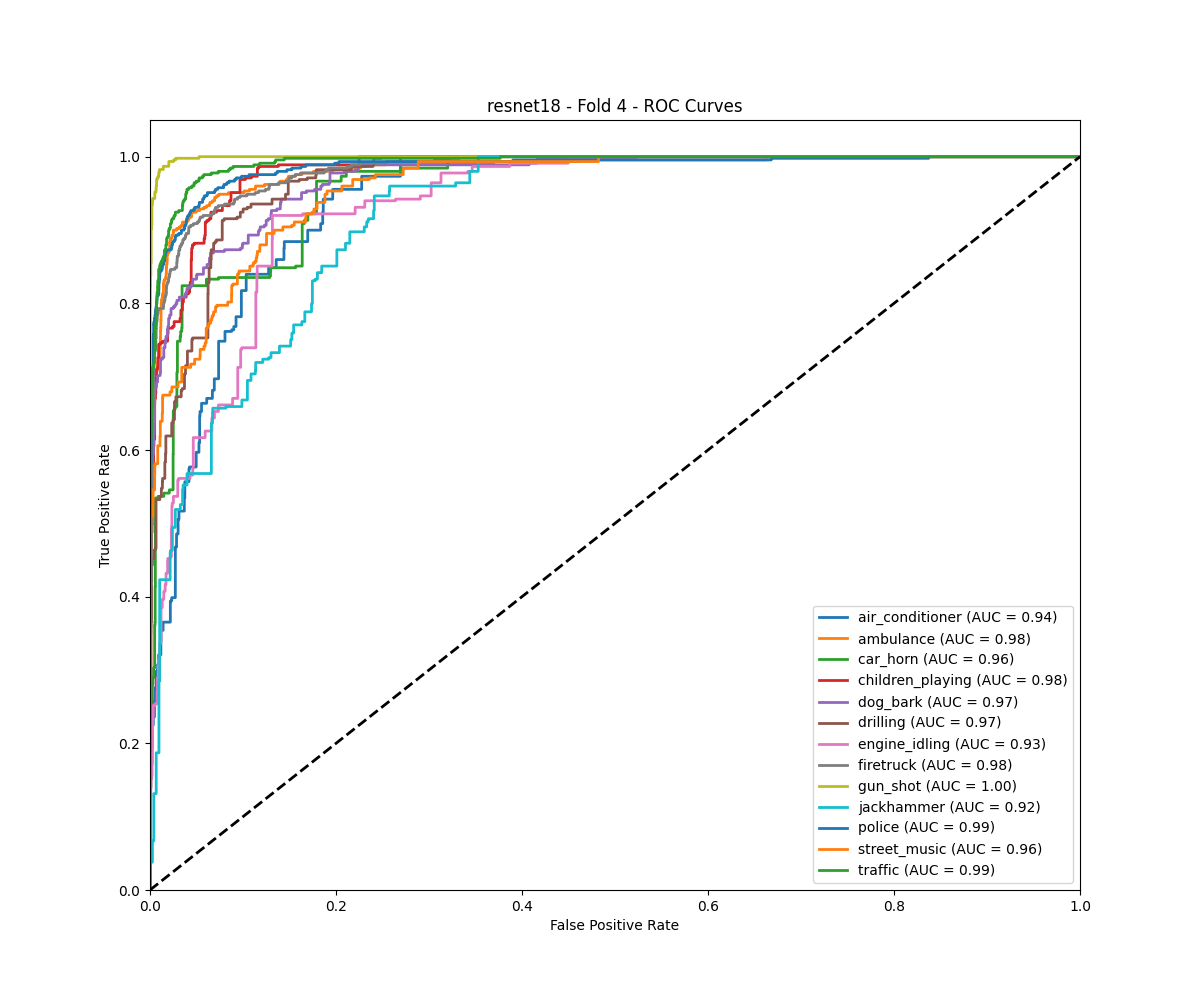 resnet18 - Fold 4 - ROC Curves
True Positive Rate
1.0
0.8
0.6
0.4
0.2
0.0
0.0 0.2 0.4 0.6 0.8 1.0
False Positive Rate
air_conditioner (AUC = 0.94)
ambulance (AUC = 0.98)
car_horn (AUC = 0.96)
children_playing (AUC = 0.98)
dog_bark (AUC = 0.97)
drilling (AUC = 0.97)
engine_idling (AUC = 0.93)
firetruck (AUC = 0.98)
gun_shot (AUC = 1.00)
jackhammer (AUC = 0.92)
police (AUC = 0.99)
street_music (AUC = 0.96)
traffic (AUC = 0.99)